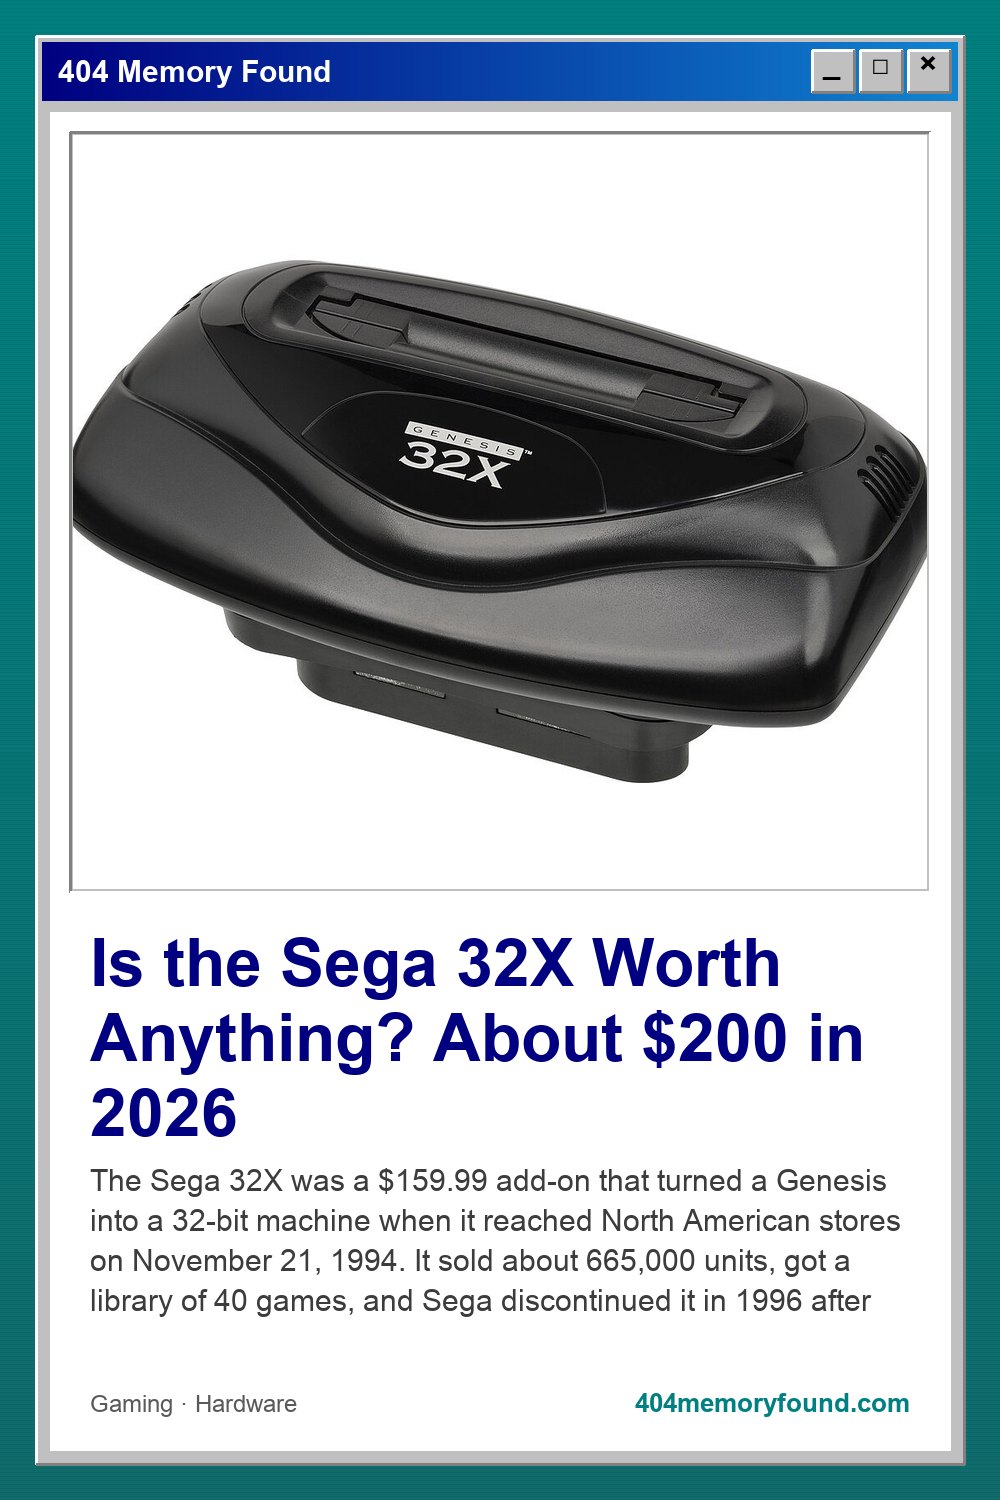 404 Memory Found
GENESIS™
32X
Is the Sega 32X Worth
Anything? About $200 in
2026
The Sega 32X was a $159.99 add-on that turned a Genesis
into a 32-bit machine when it reached North American stores
on November 21, 1994. It sold about 665,000 units, got a
library of 40 games, and Sega discontinued it in 1996 after
Gaming · Hardware
404memoryfound.com